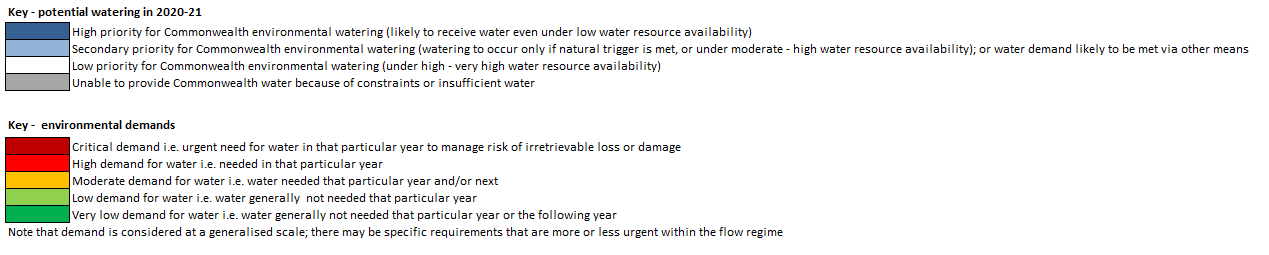 Key - potential watering in 2020-21
High priority for Commonwealth environmental watering (likely to receive water even under low water resource availability)
Secondary priority for Commonwealth environmental watering (watering to occur only if natural trigger is met, or under moderate - high water resource availability); or water demand likely to be met via other means
Low priority for Commonwealth environmental watering (under high - very high water resource availability)
Unable to provide Commonwealth water because of constraints or insufficient water
Key - environmental demands
Critical demand i.e. urgent need for water in that particular year to manage risk of irretrievable loss or damage
High demand for water i.e. needed in that particular year
Moderate demand for water i.e. water needed that particular year and/or next
Low demand for water i.e. water generally not needed that particular year
Very low demand for water i.e. water generally not needed that particular year or the following year
Note that demand is considered at a generalised scale; there may be specific requirements that are more or less urgent within the flow regime